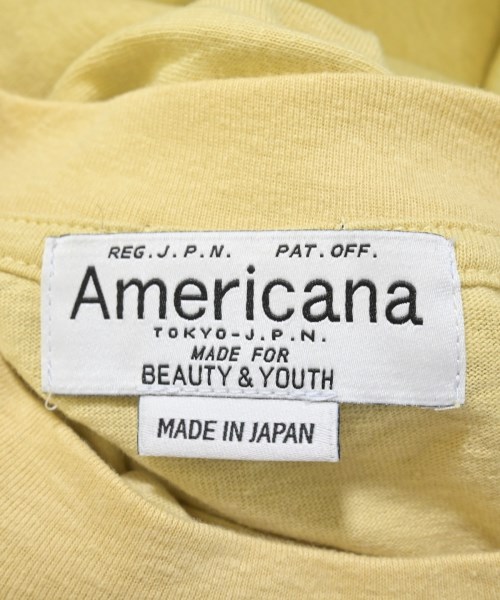 REG.J.P.N. PAT.OFF.
Americana
TOKYO-J.P.N.
MADE FOR
BEAUTY & YOUTH
MADE IN JAPAN